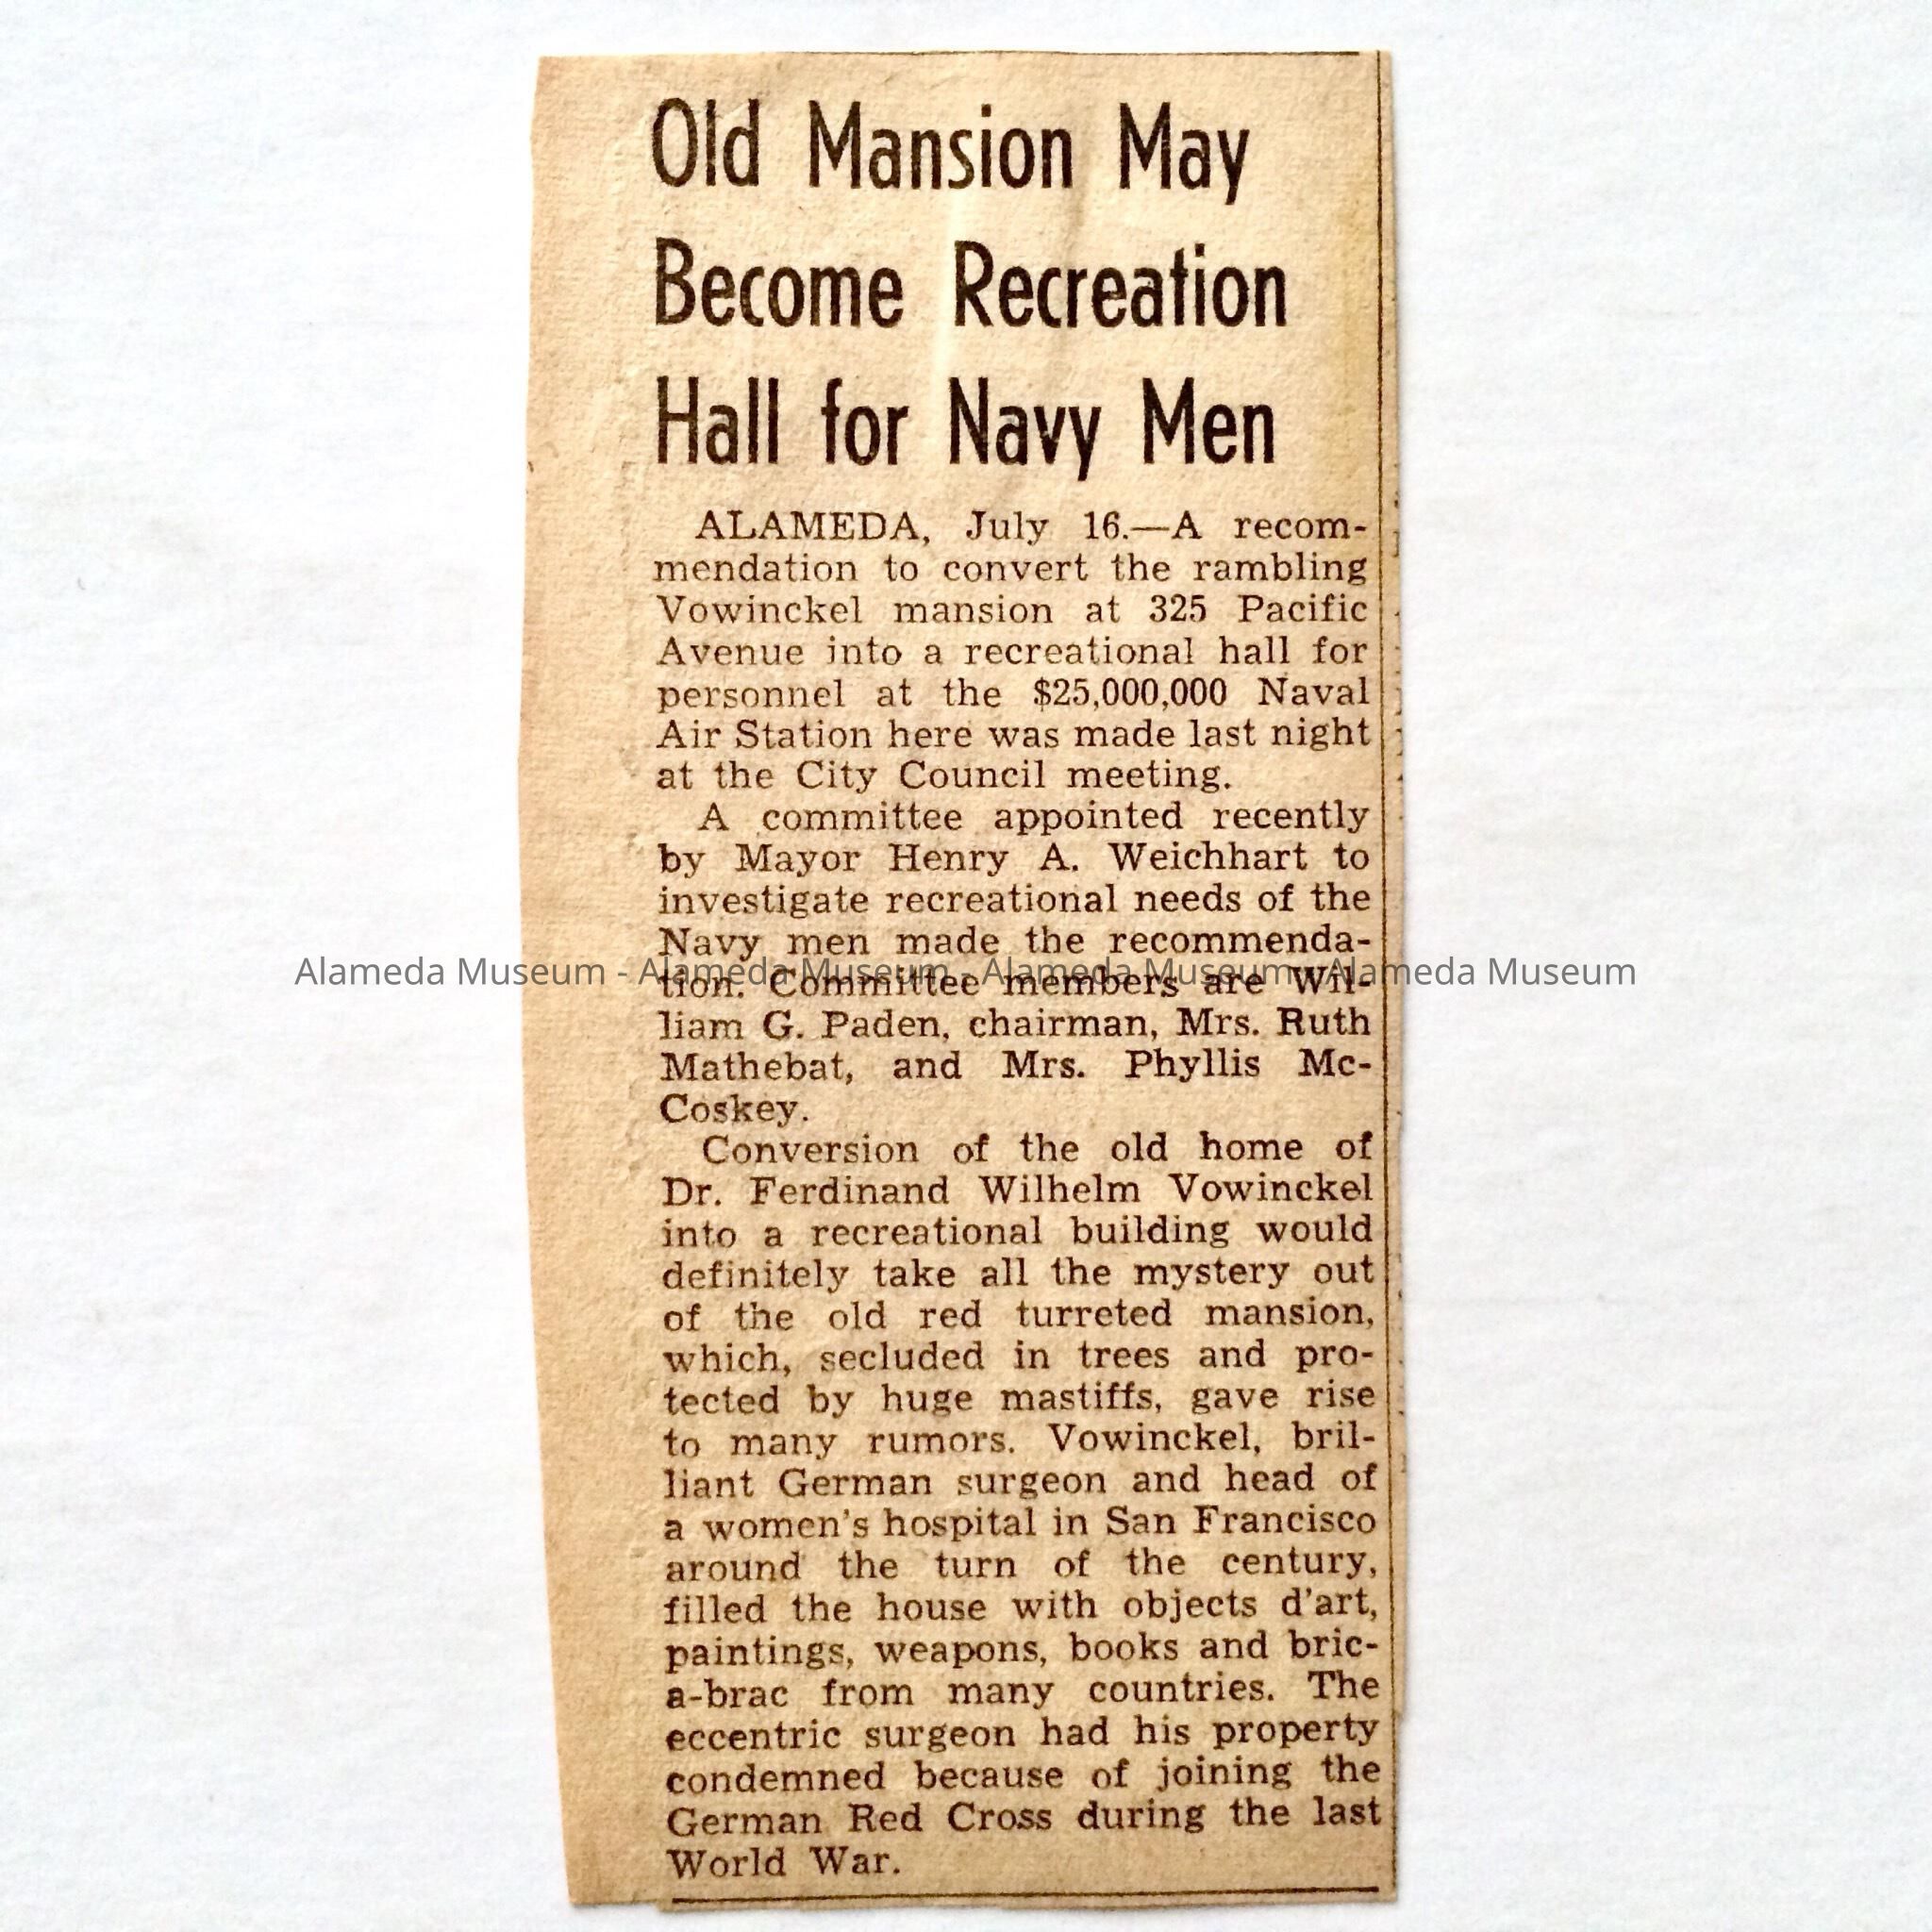 Old Mansion May
Become Recreation
Hall for Navy Men
ALAMEDA, July 16.—A recom-
mendation to convert the rambling
Vowinckel mansion at 325 Pacific
Avenue into a recreational hall for
personnel at the $25,000,000 Naval
Air Station here was made last night
at the City Council meeting.
A committee appointed recently
by Mayor Henry A. Weichhart to
investigate recreational needs of the
Navy men made the recommenda-
Alameda Museum - Alameda Museum - Alameda Museum - Alameda Museum
tion. Committee members are Wil-
liam G. Paden, chairman, Mrs. Ruth
Mathebat, and Mrs. Phyllis Mc-
Coskey.
Conversion of the old home of
Dr. Ferdinand Wilhelm Vowinckel
into a recreational building would
definitely take all the mystery out
of the old red turreted mansion,
which, secluded in trees and pro-
tected by huge mastiffs, gave rise
to many rumors. Vowinckel, bril-
liant German surgeon and head of
a women's hospital in San Francisco
around the turn of the century,
filled the house with objects d'art,
paintings, weapons, books and bric-
a-brac from many countries. The
eccentric surgeon had his property
condemned because of joining the
German Red Cross during the last
World War.